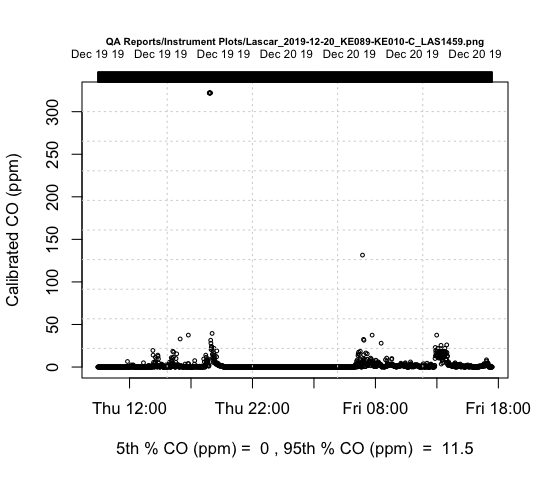 QA Reports/Instrument Plots/Lascar_2019-12-20_KE089-KE010-C_LAS1459.png
Dec 19 19 Dec 19 19 Dec 19 19 Dec 20 19 Dec 20 19 Dec 20 19 Dec 20 19
Calibrated CO (ppm)
300
250
200
150
100
50
0
Thu 12:00 Thu 22:00 Fri 08:00 Fri 18:00
5th % CO (ppm) = 0 , 95th % CO (ppm) = 11.5